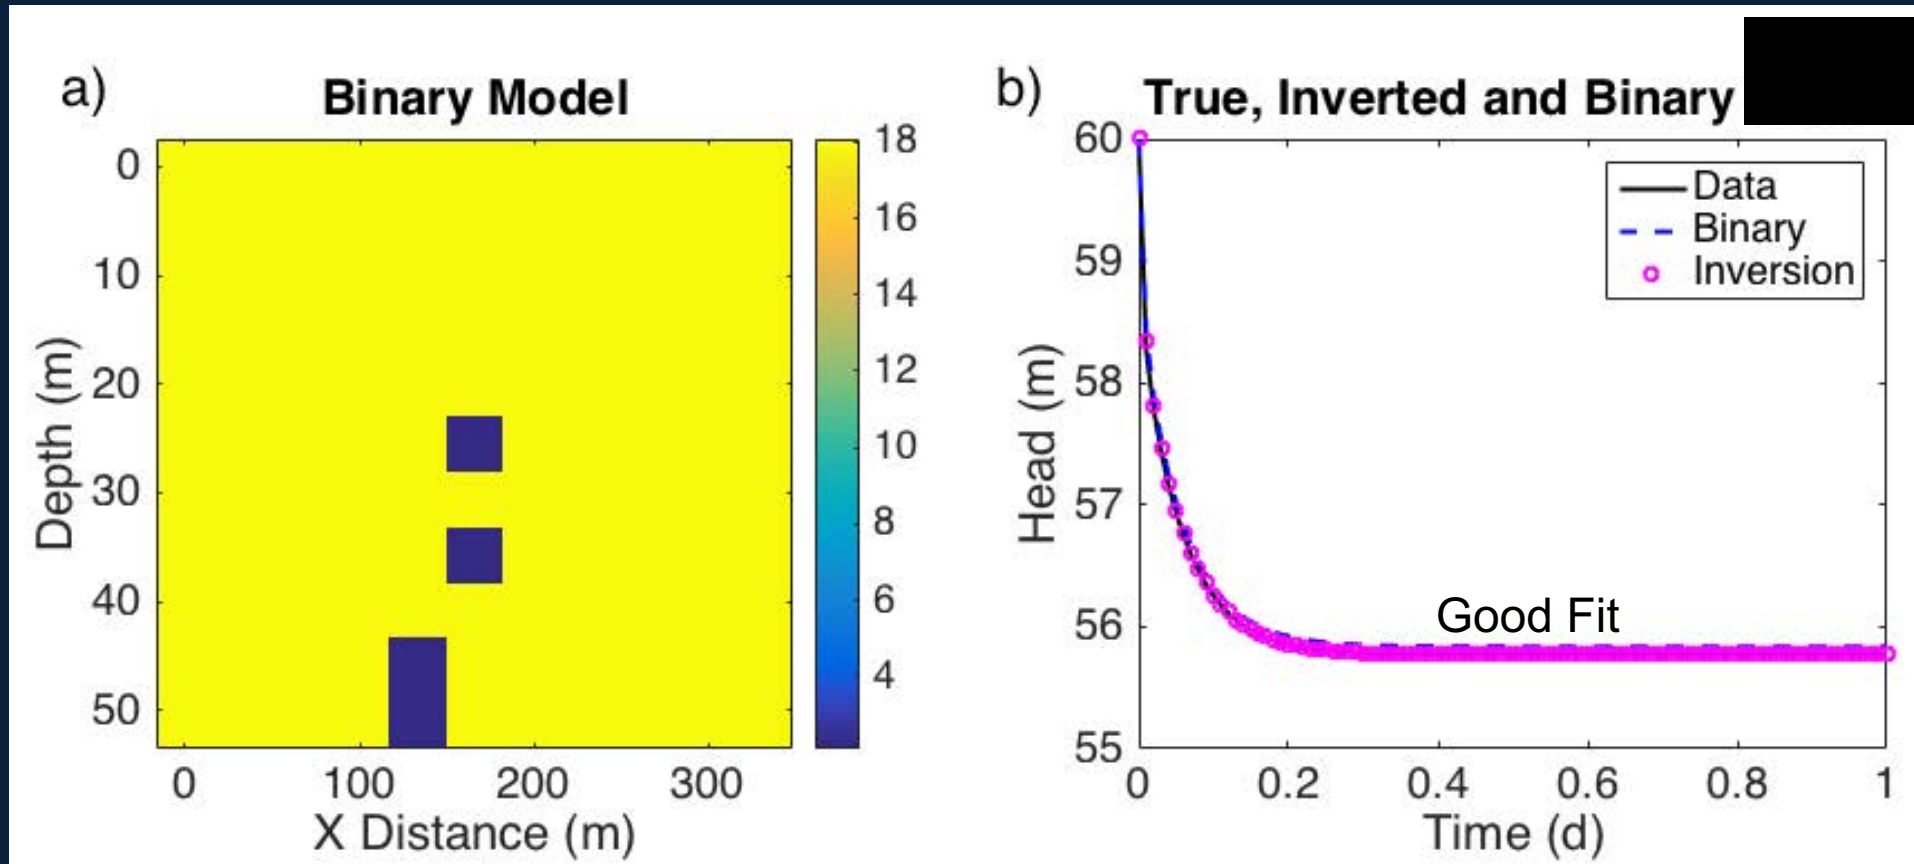 a)
Binary Model
0
10
20
30
40
50
Depth (m)
0
100
200
300
X Distance (m)
18
16
14
12
10
8
6
4
b)
True, Inverted and Binary
60
59
58
57
56
55
Head (m)
Data
Binary
Inversion
Good Fit
0
0.2
0.4
0.6
0.8
1
Time (d)